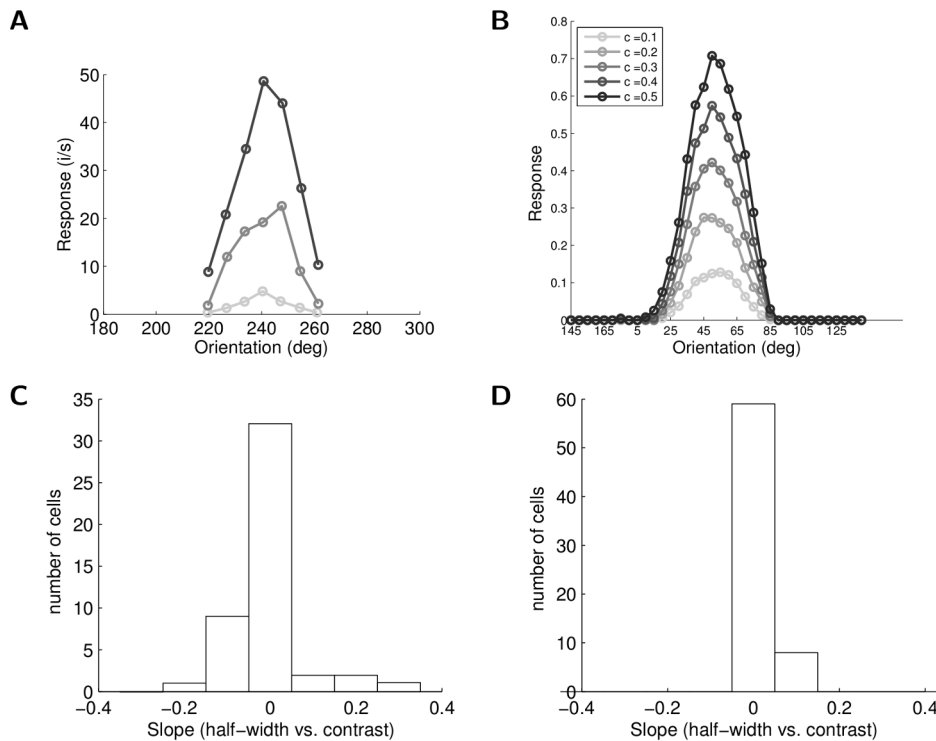 A
Response (i/s)
50
40
30
20
10
0
180 200 220 240 260 280 300
Orientation (deg)
B
Response
0.8
0.7
0.6
0.5
0.4
0.3
0.2
0.1
0
c =0.1
c =0.2
c =0.3
c =0.4
c =0.5
145 165 5 25 45 65 85 105 125
Orientation (deg)
C
number of cells
35
30
25
20
15
10
5
0
−0.4 −0.2 0 0.2 0.4
Slope (half−width vs. contrast)
D
number of cells
60
50
40
30
20
10
0
−0.4 −0.2 0 0.2 0.4
Slope (half−width vs. contrast)